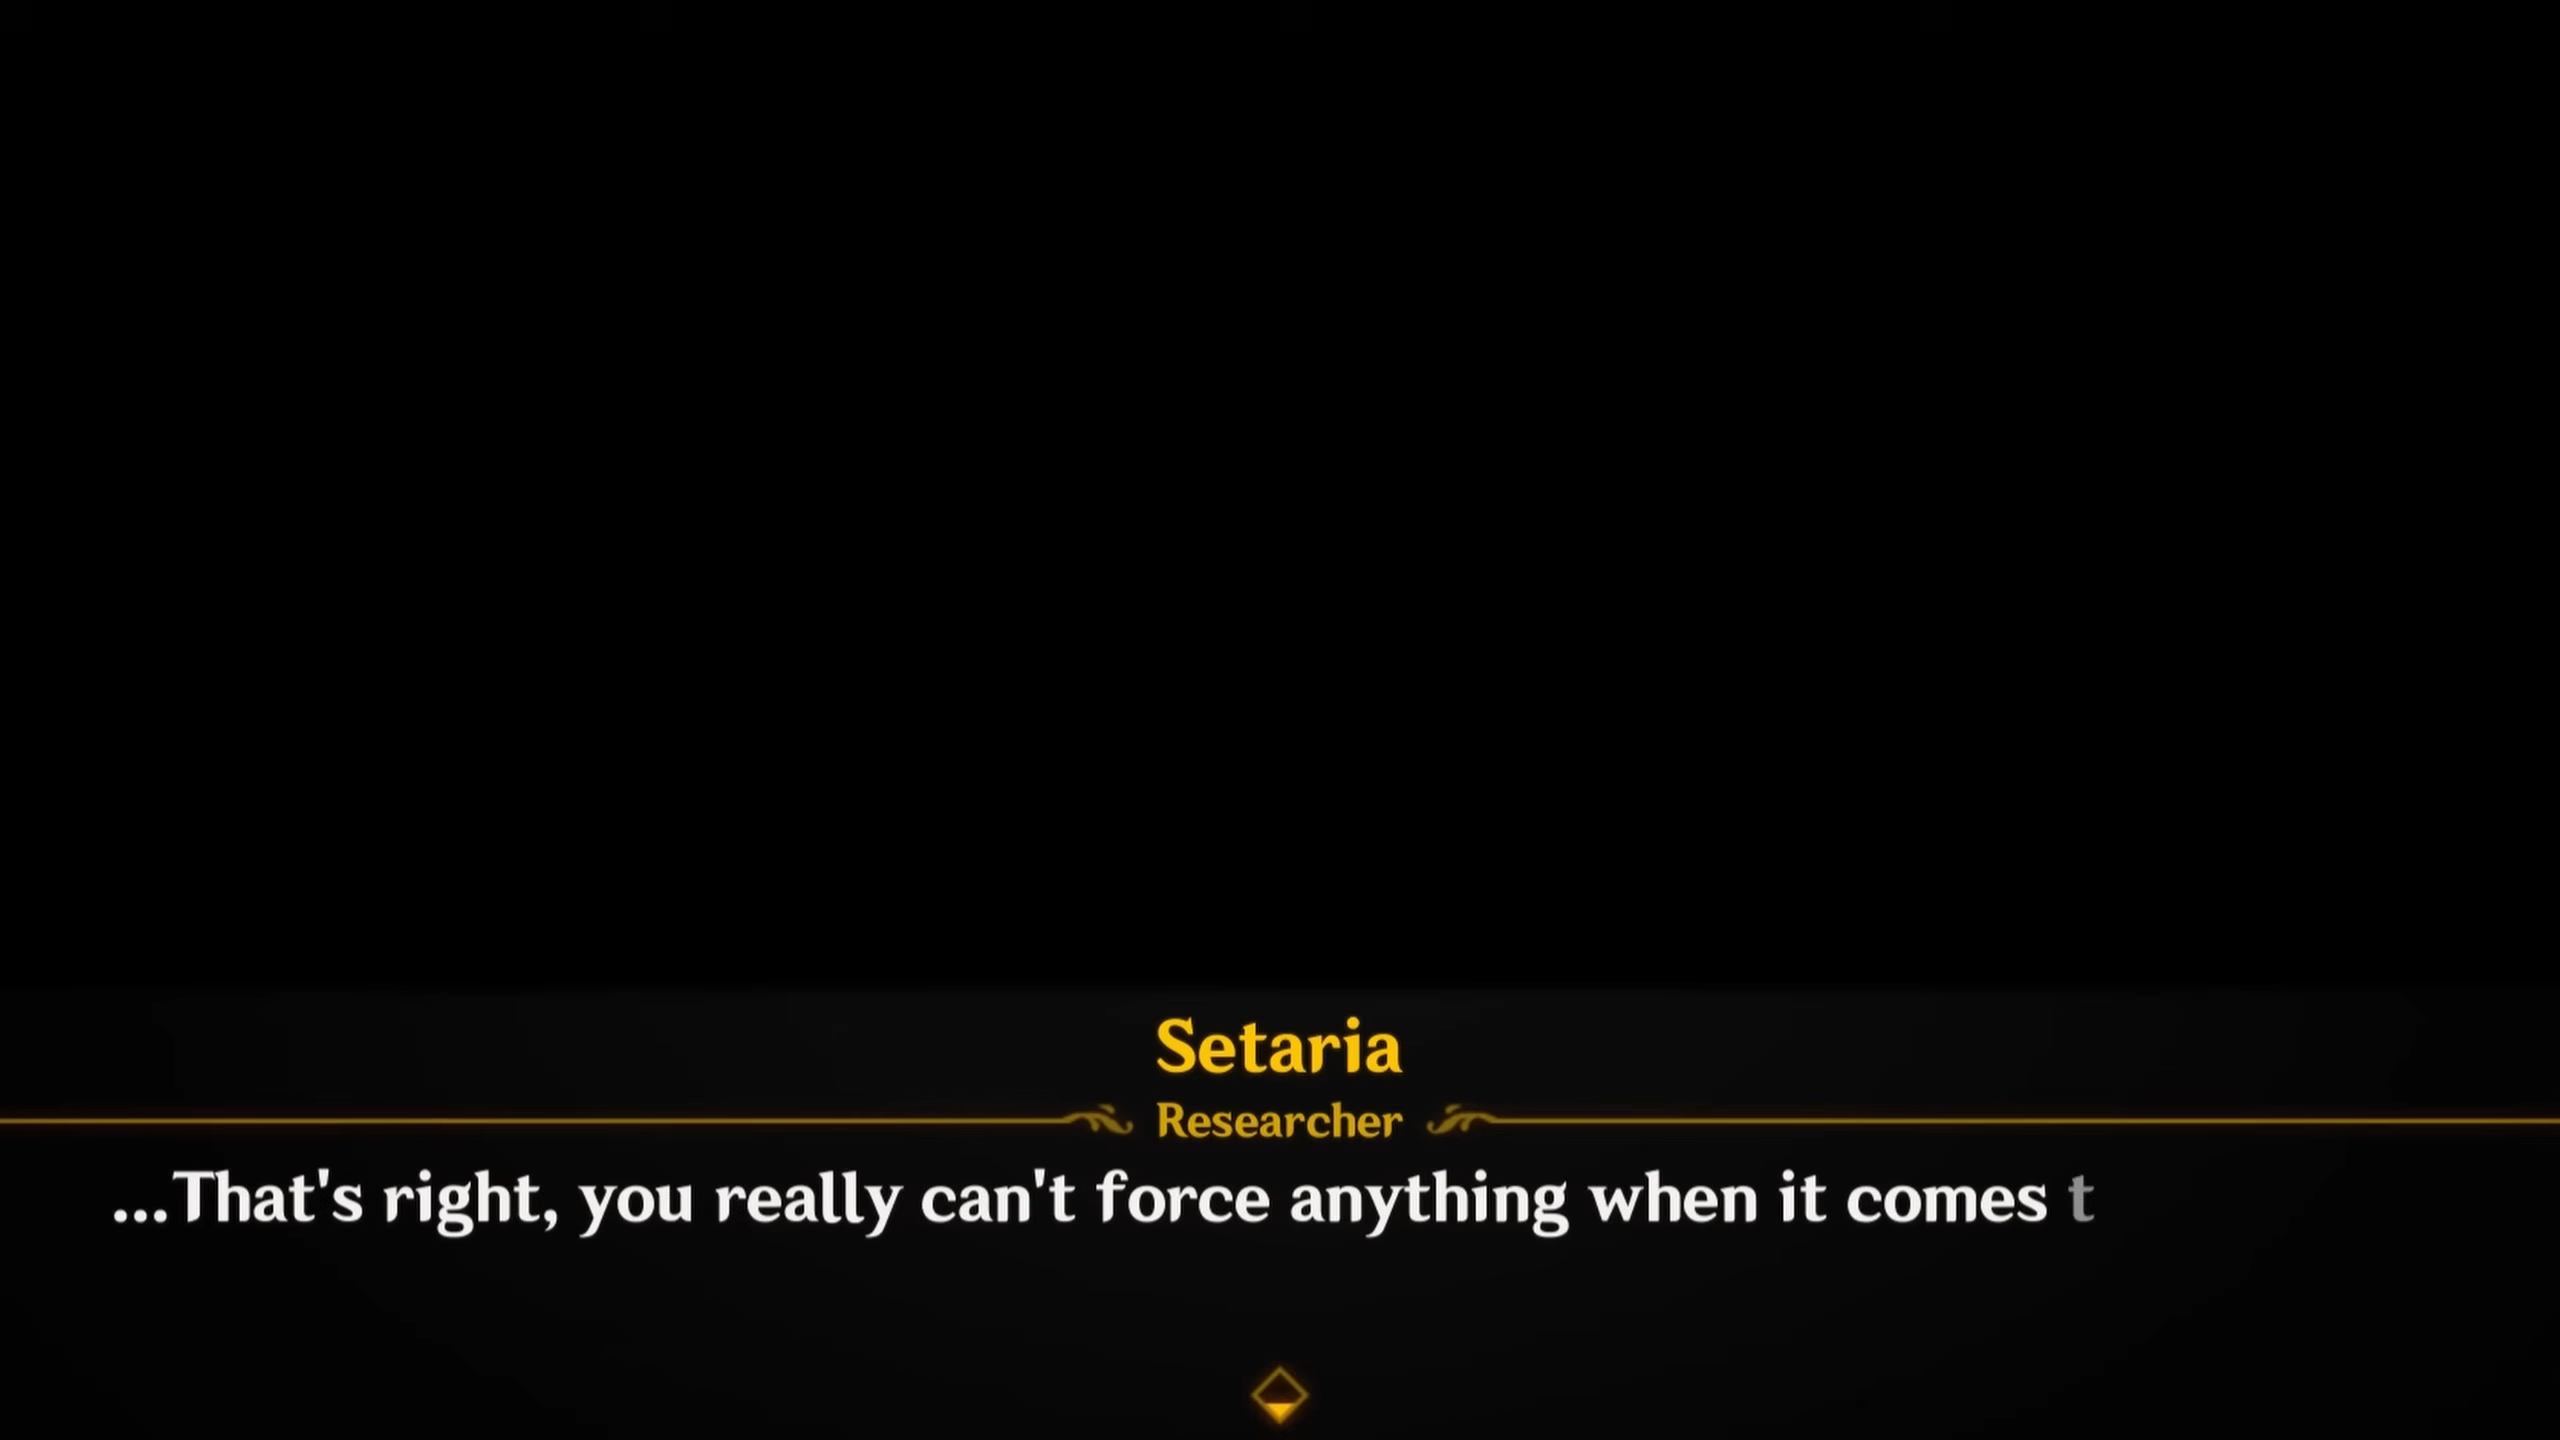 Setaria
Researcher
...That's right, you really can't force anything when it comes t